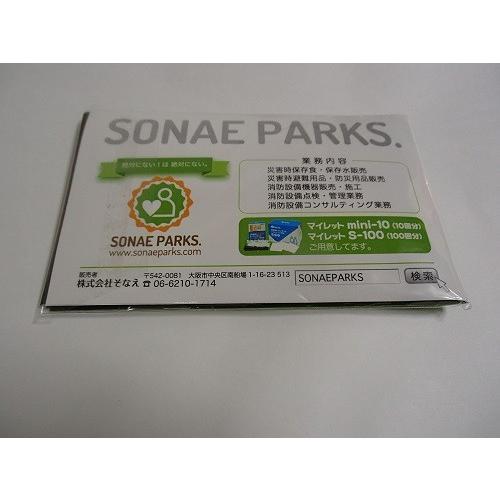 SONAE PARKS.
絶対にない!は 絶対にない。
SONAE PARKS.
www.sonaeparks.com
業務内容
災害時保存食・保存水販売
災害時避難用品・防災用品販売
消防設備機器販売・施工
消防設備点検・管理業務
消防設備コンサルティング業務
マイレット mini-10 (10回分)
マイレット S-100 (100回分)
ご用意してます。
販売者
株式会社そなえ
〒542-0081 大阪市中央区南船場 1-16-23 513
☎ 06-6210-1714
SONAEPARKS
検索